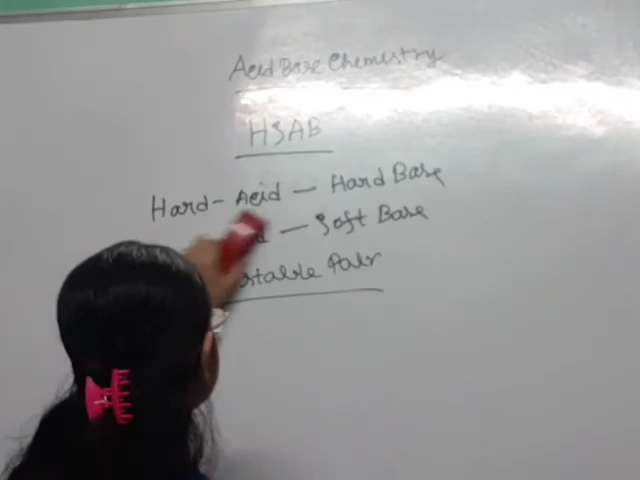 Acid Base Chemistry
HSAB
Hard - Acid - Hard Base
- Soft Base
stable Pair